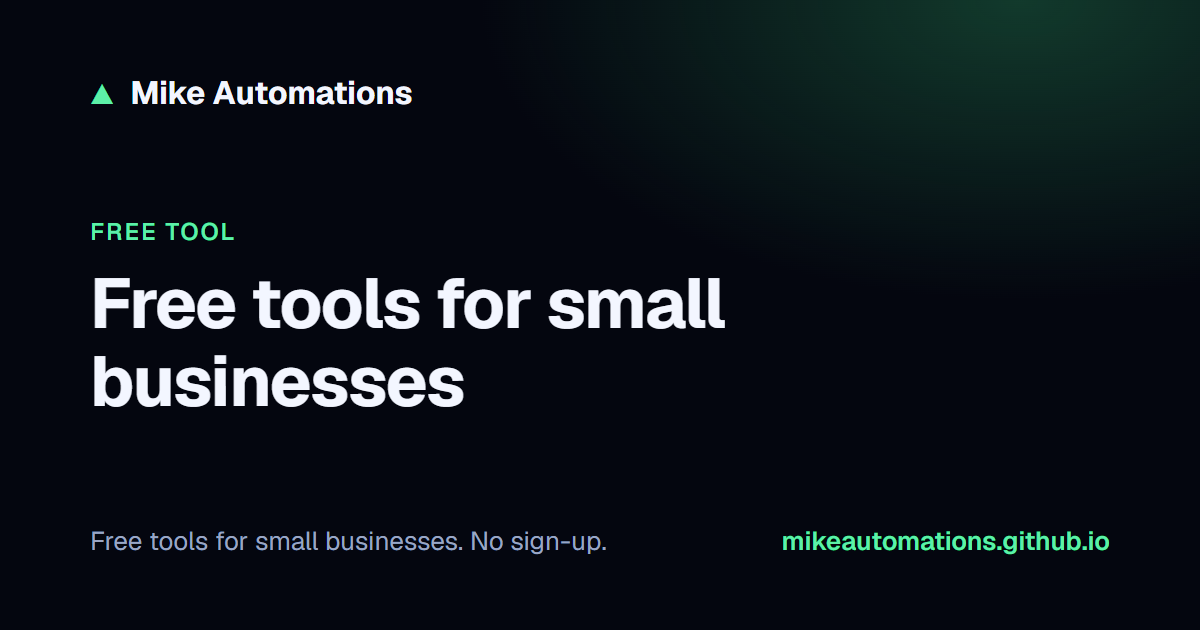 Mike Automations
FREE TOOL
Free tools for small
businesses
Free tools for small businesses. No sign-up.
mikeautomations.github.io